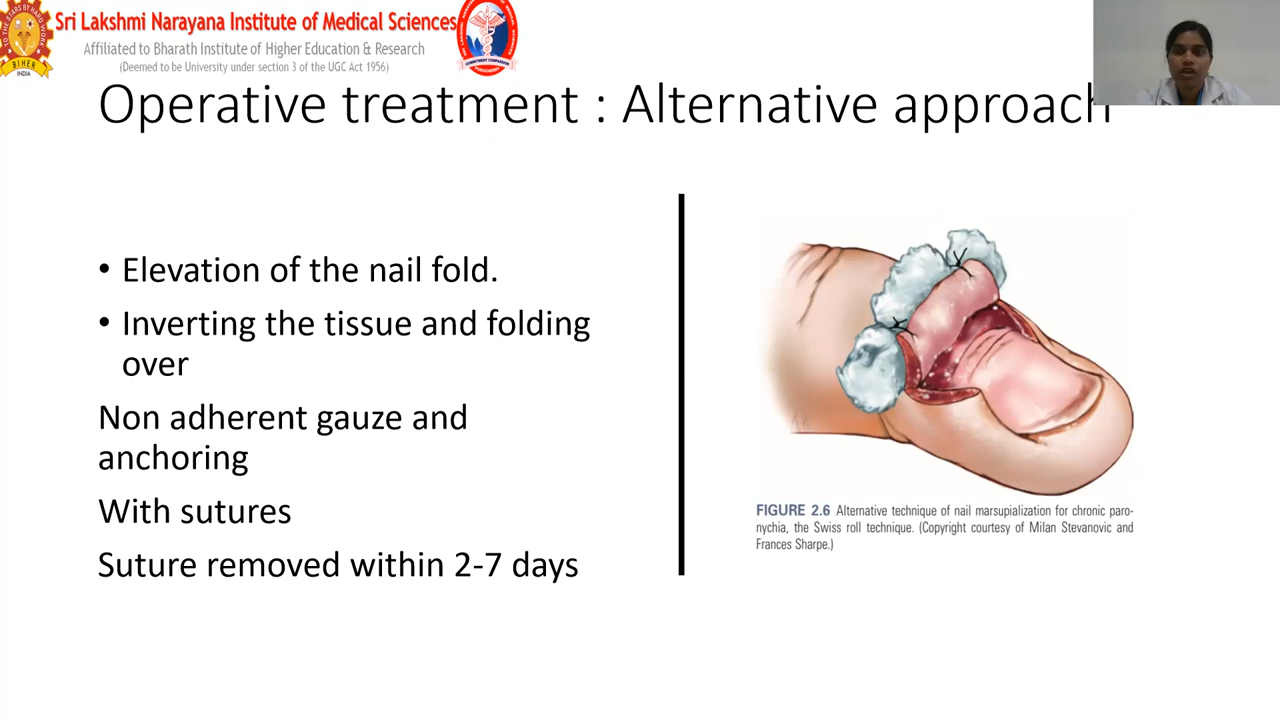 Sri Lakshmi Narayana Institute of Medical Sciences
Affiliated to Bharath Institute of Higher Education & Research
(Deemed to be University under section 3 of the UGC Act 1956)
BIHER
INDIA
Operative treatment : Alternative approach
• Elevation of the nail fold.
• Inverting the tissue and folding
over
Non adherent gauze and
anchoring
With sutures
Suture removed within 2-7 days
FIGURE 2.6 Alternative technique of nail marsupialization for chronic paro-
nychia, the Swiss roll technique. (Copyright courtesy of Milan Stevanovic and
Frances Sharpe.)